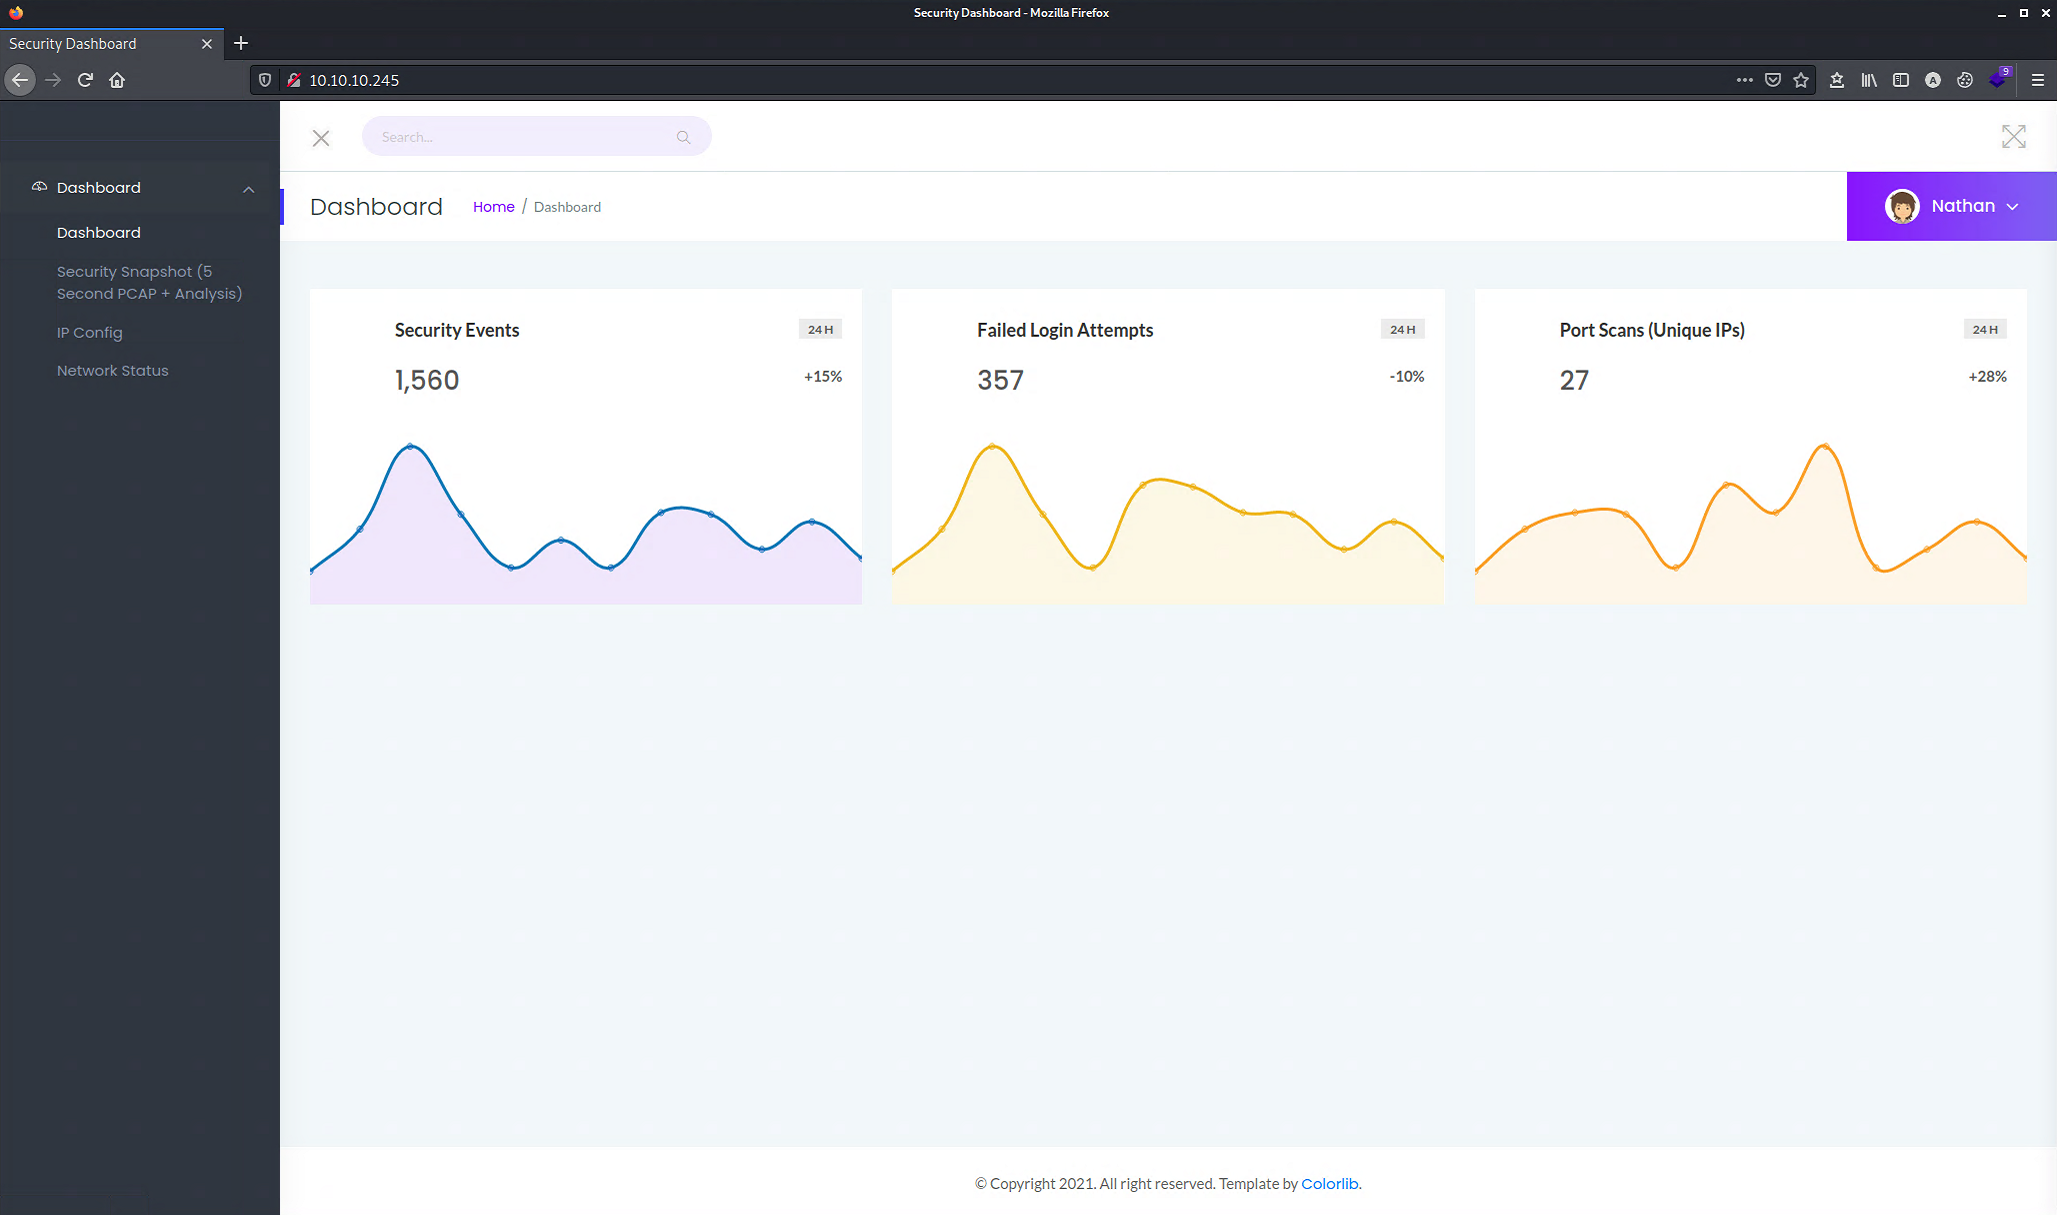 Security Dashboard - Mozilla Firefox
Security Dashboard
10.10.10.245
9
Search...
Dashboard
Dashboard
Security Snapshot (5
Second PCAP + Analysis)
IP Config
Network Status
Dashboard
Home / Dashboard
Nathan
Security Events
24 H
1,560
+15%
Failed Login Attempts
24 H
357
-10%
Port Scans (Unique IPs)
24 H
27
+28%
© Copyright 2021. All right reserved. Template by Colorlib.